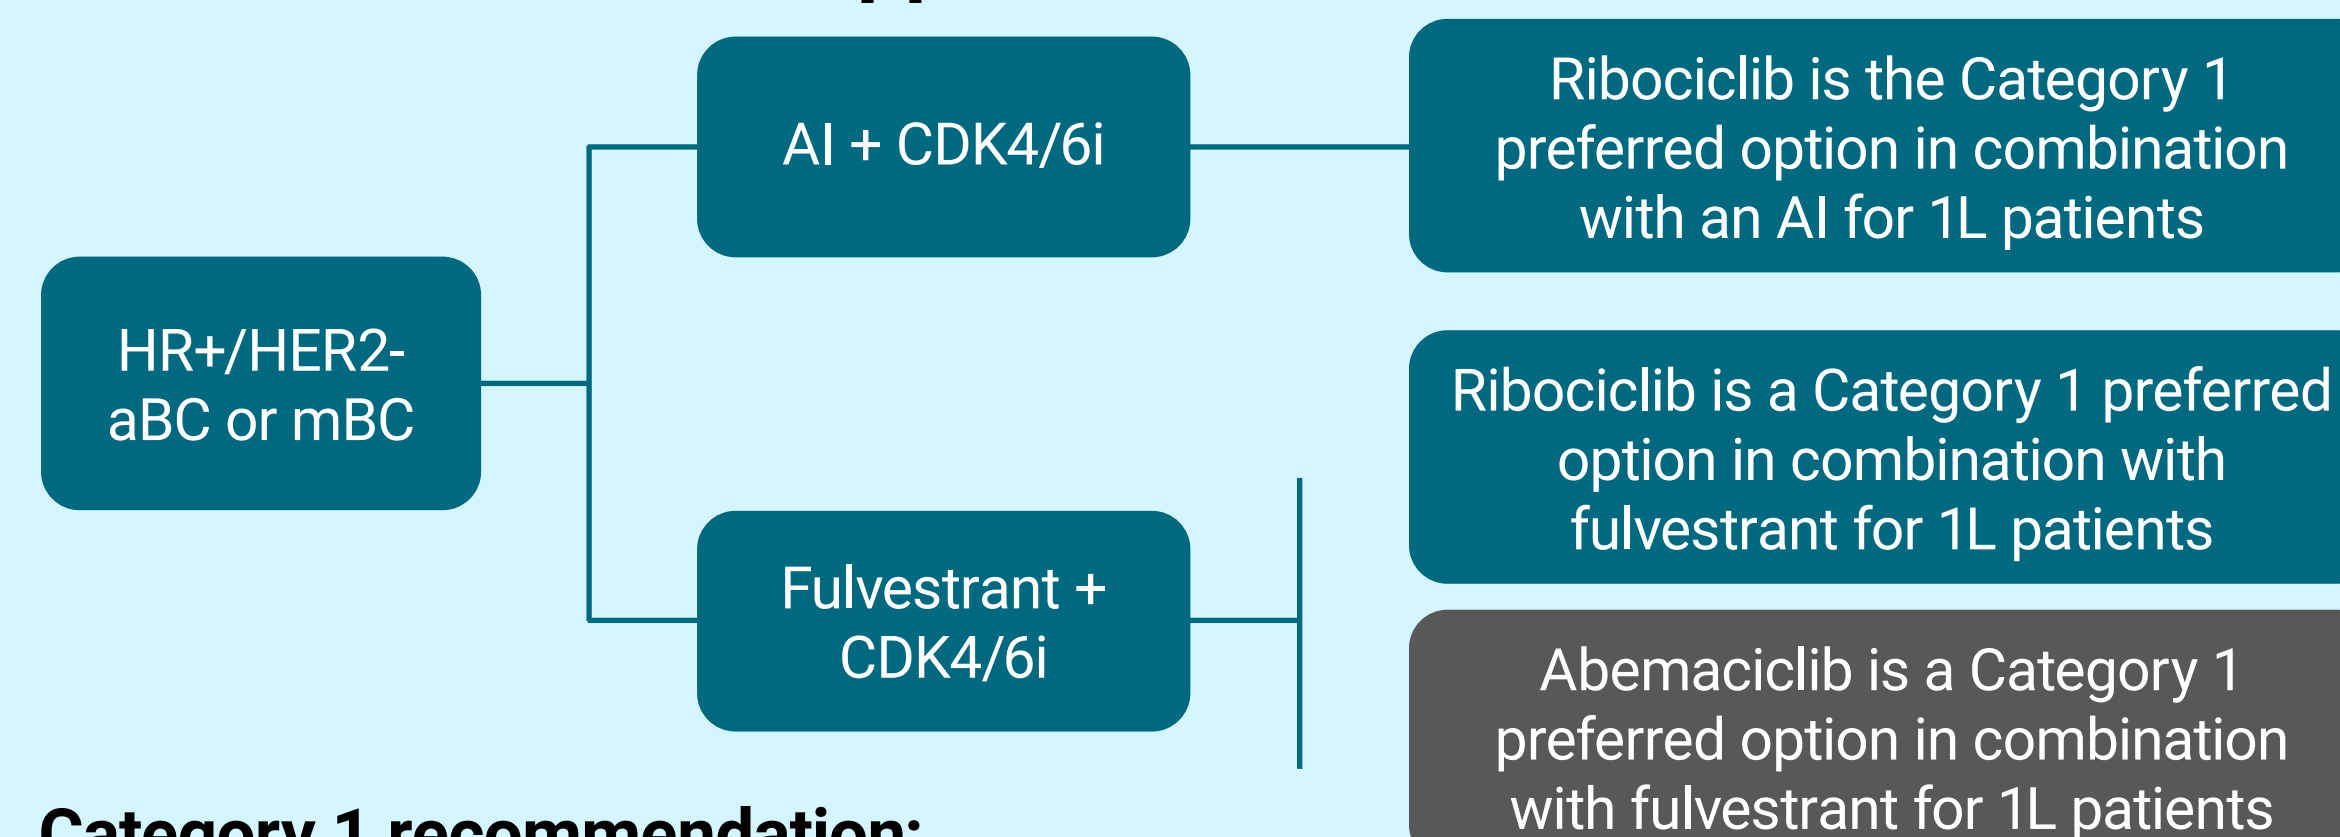 HR+/HER2-
aBC or mBC
AI + CDK4/6i
Ribociclib is the Category 1
preferred option in combination
with an AI for 1L patients
Fulvestrant +
CDK4/6i
Ribociclib is a Category 1 preferred
option in combination with
fulvestrant for 1L patients
Abemaciclib is a Category 1
preferred option in combination
with fulvestrant for 1L patients
Category 1 recommendation: